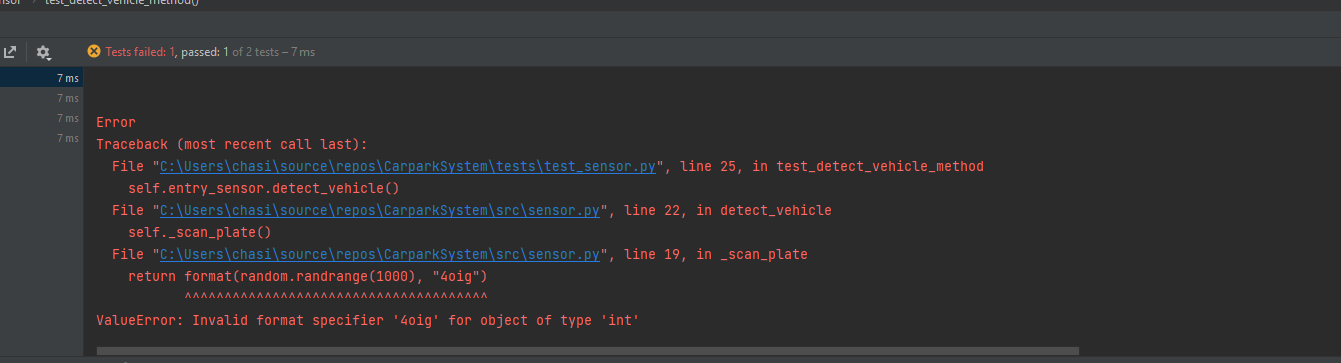 test_detect_vehicle_method()
Tests failed: 1, passed: 1 of 2 tests – 7 ms
7 ms
7 ms
7 ms
7 ms
Error
Traceback (most recent call last):
File "C:\Users\chasi\source\repos\CarparkSystem\tests\test_sensor.py", line 25, in test_detect_vehicle_method
self.entry_sensor.detect_vehicle()
File "C:\Users\chasi\source\repos\CarparkSystem\src\sensor.py", line 22, in detect_vehicle
self._scan_plate()
File "C:\Users\chasi\source\repos\CarparkSystem\src\sensor.py", line 19, in _scan_plate
return format(random.randrange(1000), "4oig")
^^^^^^^^^^^^^^^^^^^^^^^^^^^^^^^^^^^^^^
ValueError: Invalid format specifier '4oig' for object of type 'int'